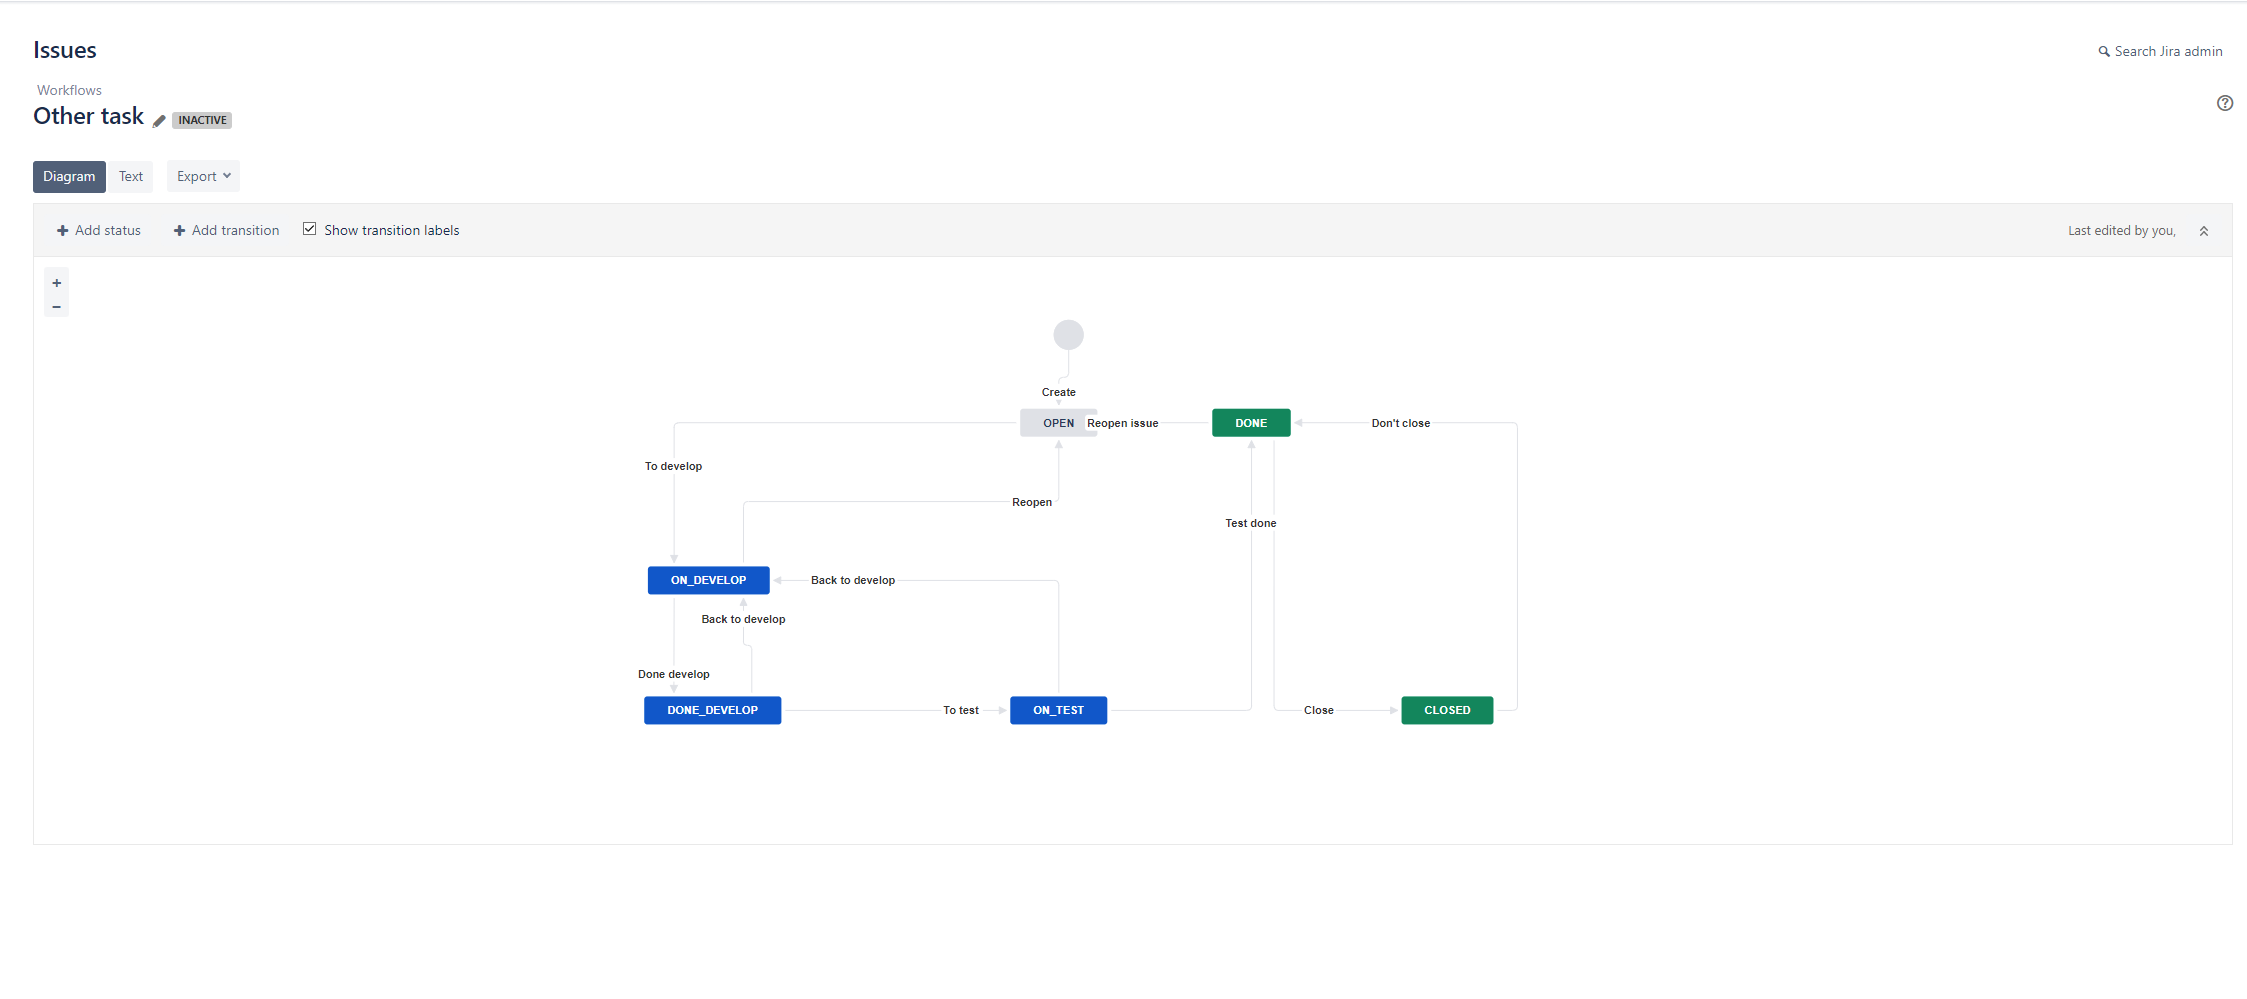 Issues
Search Jira admin
Workflows
Other task INACTIVE
Diagram Text Export
Add status Add transition Show transition labels Last edited by you,
Create
OPEN Reopen issue DONE Don't close
To develop
Reopen
Test done
ON_DEVELOP Back to develop
Back to develop
Done develop
DONE_DEVELOP To test ON_TEST Close CLOSED